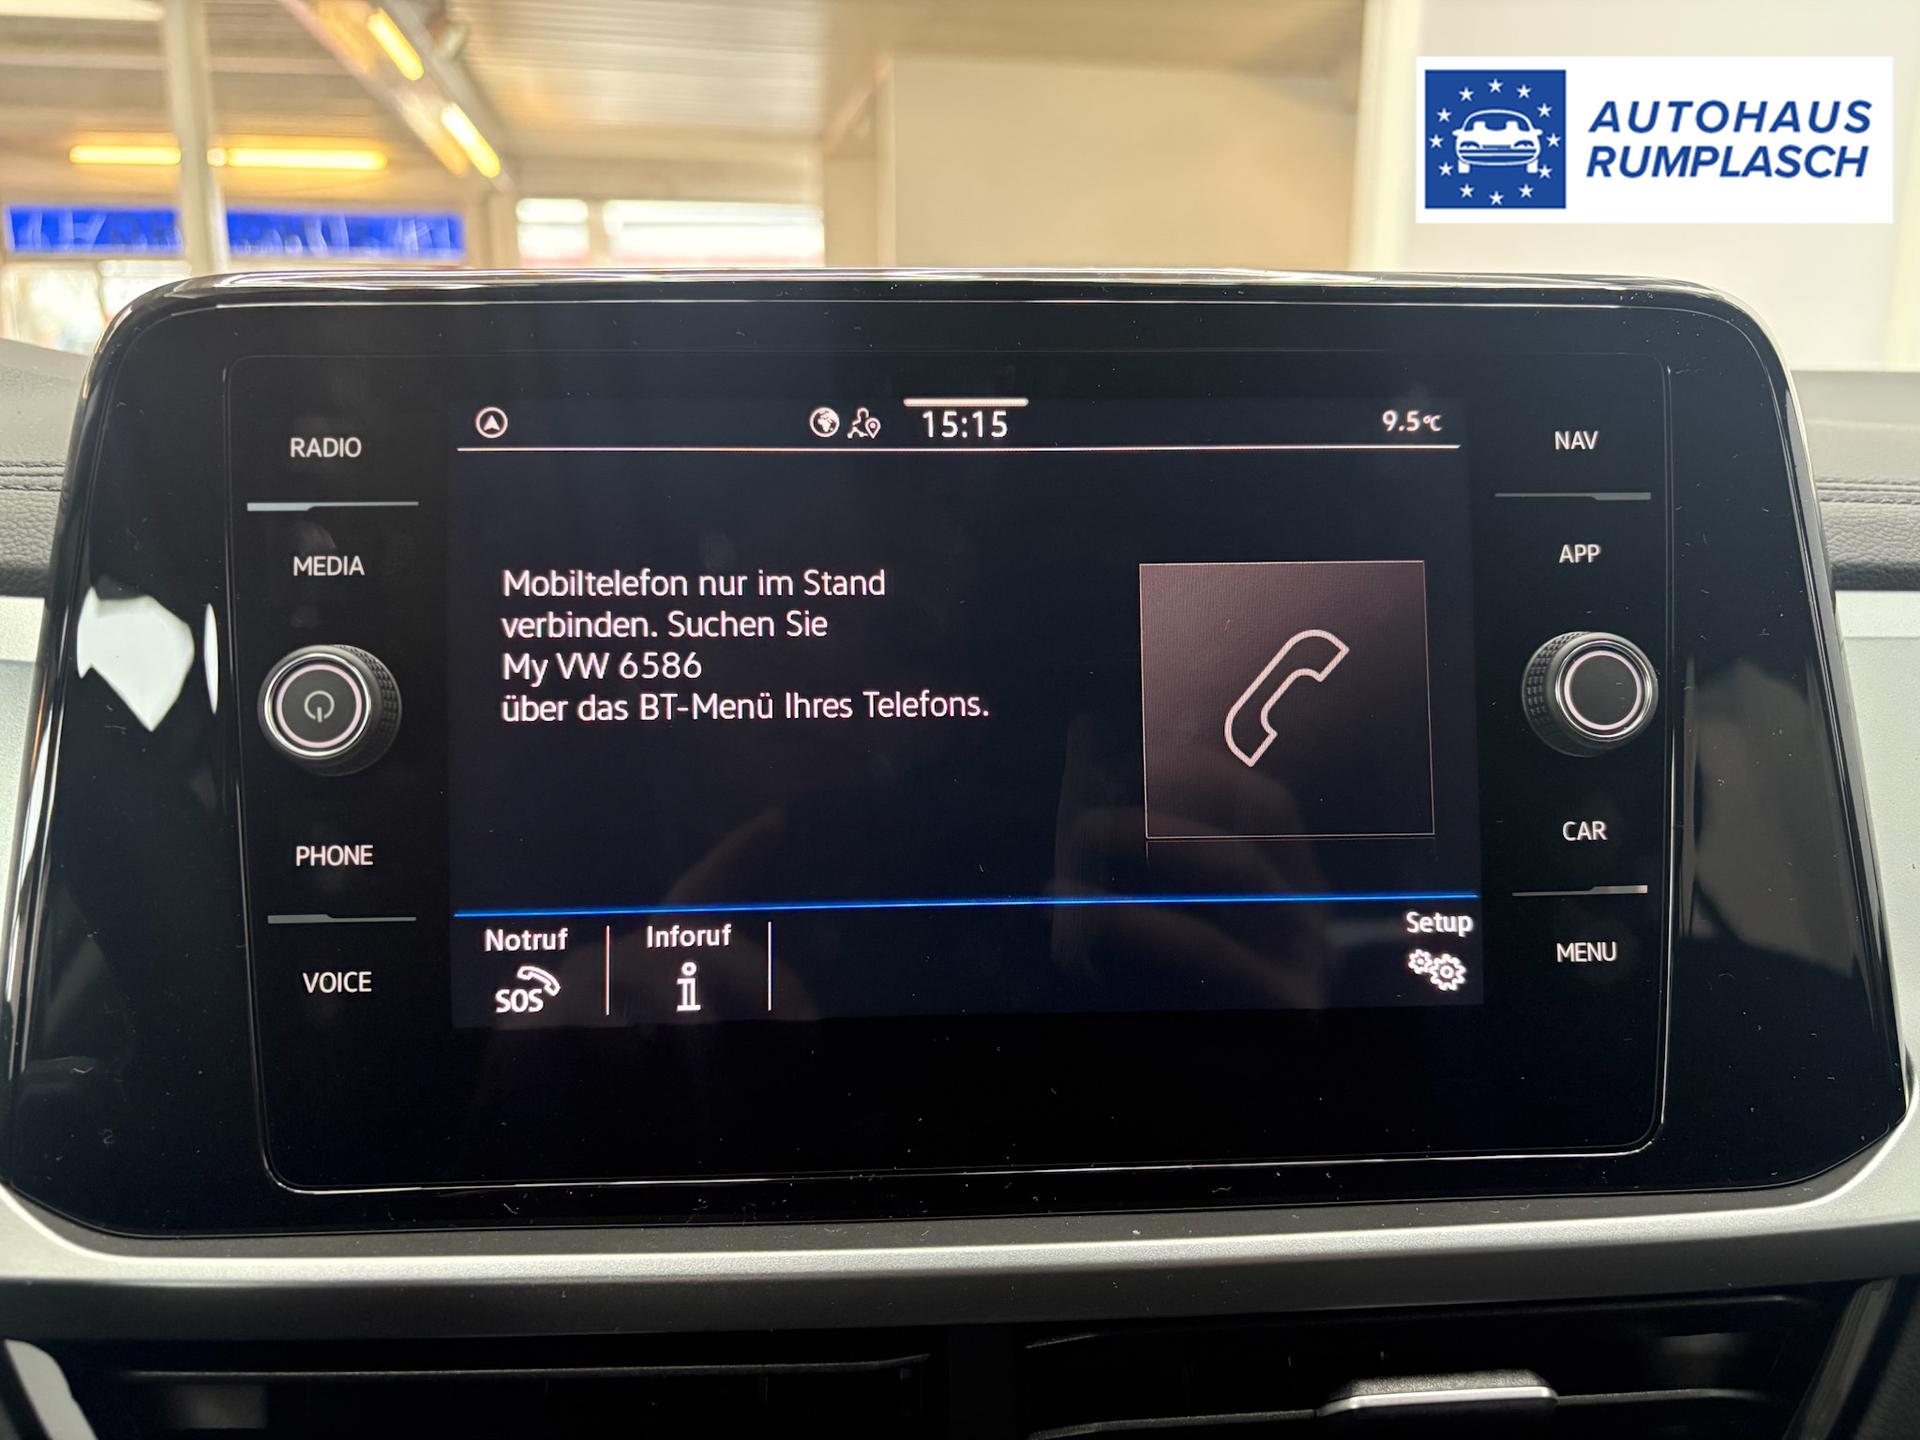 AUTOHAUS
RUMPLASCH
15:15
9.5°C
RADIO
MEDIA
PHONE
VOICE
Mobiltelefon nur im Stand
verbinden. Suchen Sie
My VW 6586
über das BT-Menü Ihres Telefons.
Notruf
SOS
Inforuf
Setup
NAV
APP
CAR
MENU